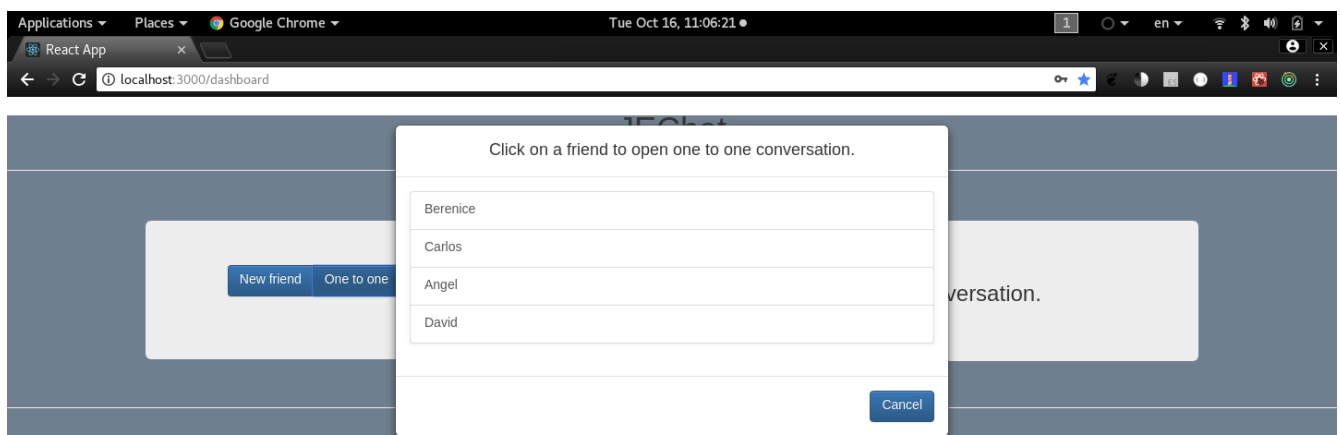 Applications Places Google Chrome Tue Oct 16, 11:06:21 1 en
React App
localhost:3000/dashboard
Click on a friend to open one to one conversation.
Berenice
Carlos
New friend One to one
Angel
versation.
David
Cancel